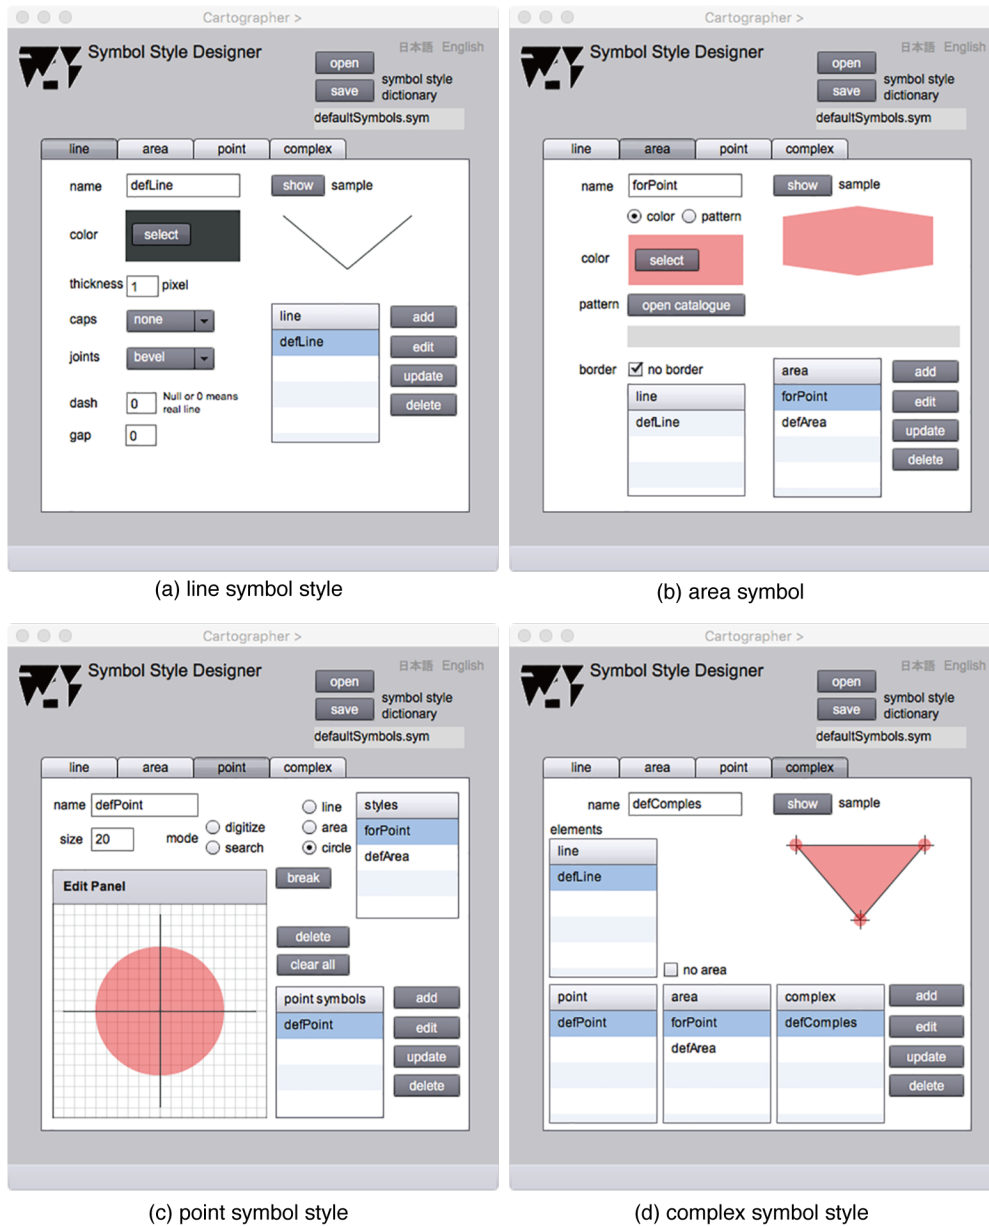 Cartographer >
Symbol Style Designer
日本語 English
open
save
symbol style
dictionary
defaultSymbols.sym
line area point complex
name defLine show sample
color select
thickness 1 pixel
caps none
joints bevel
dash 0 Null or 0 means
real line
gap 0
line
defLine
add
edit
update
delete
(a) line symbol style
Cartographer >
Symbol Style Designer
日本語 English
open
save
symbol style
dictionary
defaultSymbols.sym
line area point complex
name forPoint show sample
color pattern
color select
pattern open catalogue
border no border
line
defLine
area
forPoint
defArea
add
edit
update
delete
(b) area symbol
Cartographer >
Symbol Style Designer
日本語 English
open
save
symbol style
dictionary
defaultSymbols.sym
line area point complex
name defPoint
size 20 mode
digitize
search
line
area
circle
styles
forPoint
defArea
Edit Panel
break
delete
clear all
point symbols
defPoint
add
edit
update
delete
(c) point symbol style
Cartographer >
Symbol Style Designer
日本語 English
open
save
symbol style
dictionary
defaultSymbols.sym
line area point complex
name defComples show sample
elements
line
defLine
no area
point
defPoint
area
forPoint
defArea
complex
defComples
add
edit
update
delete
(d) complex symbol style